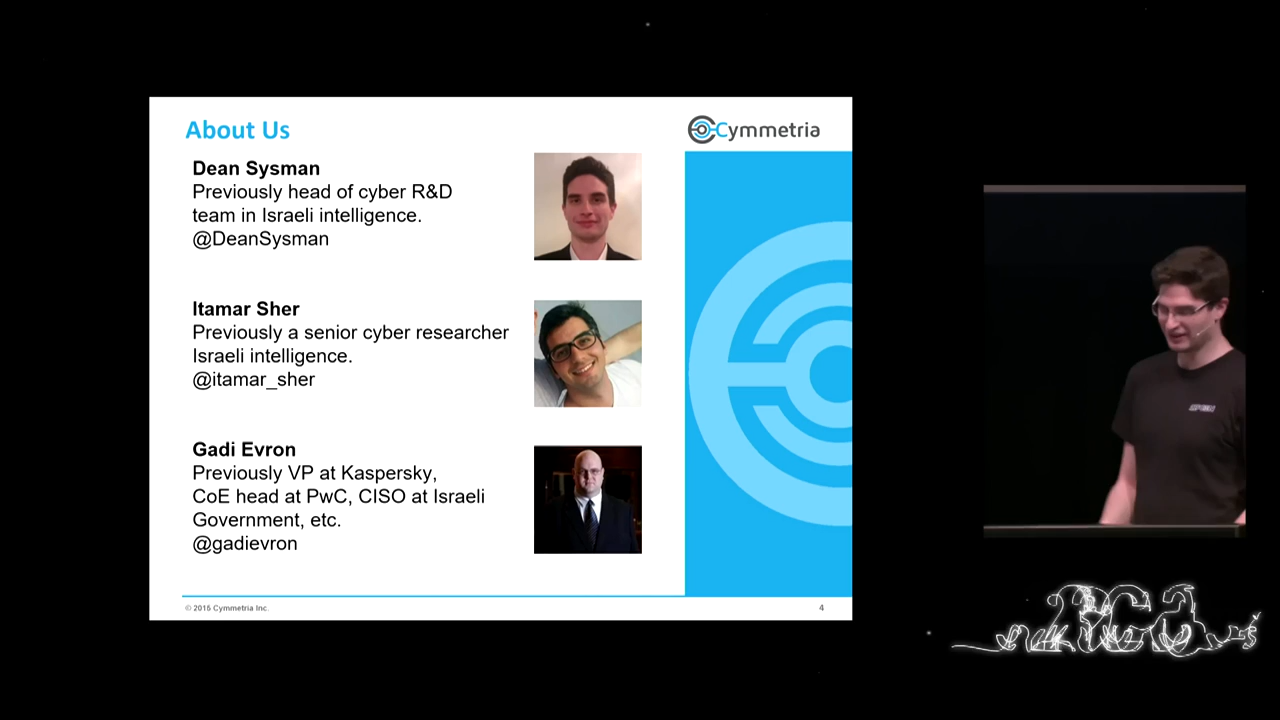 About Us
Cymmetria
Dean Sysman
Previously head of cyber R&D
team in Israeli intelligence.
@DeanSysman
Itamar Sher
Previously a senior cyber researcher
Israeli intelligence.
@itamar_sher
Gadi Evron
Previously VP at Kaspersky,
CoE head at PwC, CISO at Israeli
Government, etc.
@gadievron
© 2015 Cymmetria Inc.
4